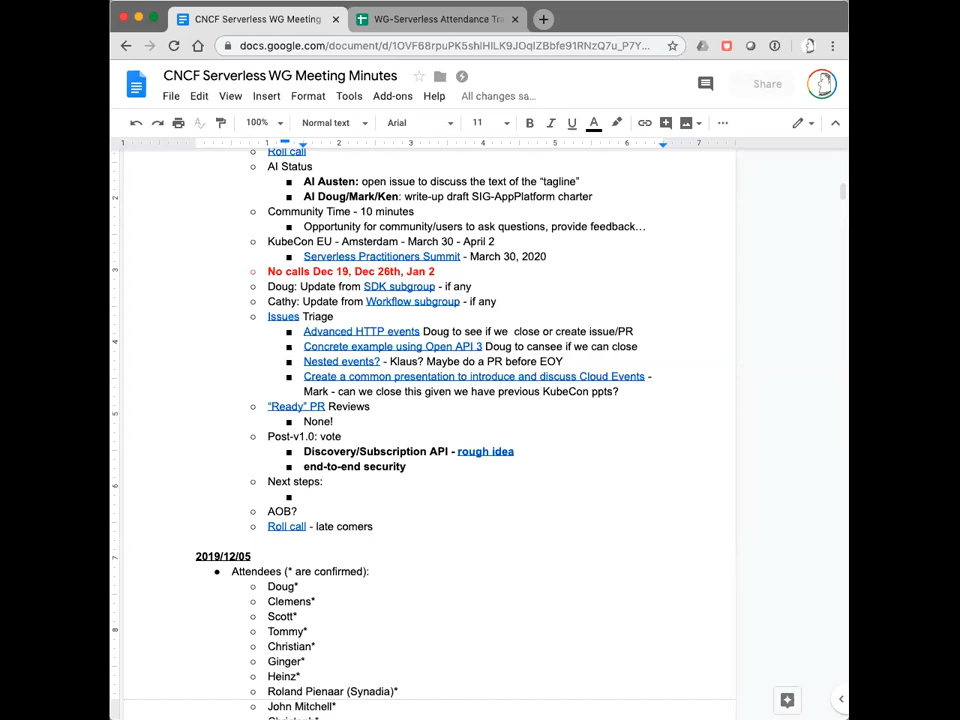 CNCF Serverless WG Meeting
WG-Serverless Attendance Tra
docs.google.com/document/d/
CNCF Serverless WG Meeting Minutes
File Edit View Insert Format Tools Add-ons Help All changes sa...
Share
100% Normal text Arial 11 B I U A
1 1 2 3 4 5 6 7
Roll call
AI Status
AI Austen: open issue to discuss the text of the “tagline”
AI Doug/Mark/Ken: write-up draft SIG-AppPlatform charter
Community Time - 10 minutes
Opportunity for community/users to ask questions, provide feedback…
KubeCon EU - Amsterdam - March 30 - April 2
Serverless Practitioners Summit - March 30, 2020
No calls Dec 19, Dec 26th, Jan 2
Doug: Update from SDK subgroup - if any
Cathy: Update from Workflow subgroup - if any
Issues Triage
Advanced HTTP events Doug to see if we close or create issue/PR
Concrete example using Open API 3 Doug to cansee if we can close
Nested events? - Klaus? Maybe do a PR before EOY
Create a common presentation to introduce and discuss Cloud Events -
Mark - can we close this given we have previous KubeCon ppts?
“Ready” PR Reviews
None!
Post-v1.0: vote
Discovery/Subscription API - rough idea
end-to-end security
Next steps:
AOB?
Roll call - late comers
2019/12/05
Attendees (* are confirmed):
Doug*
Clemens*
Scott*
Tommy*
Christian*
Ginger*
Heinz*
Roland Pienaar (Synadia)*
John Mitchell*